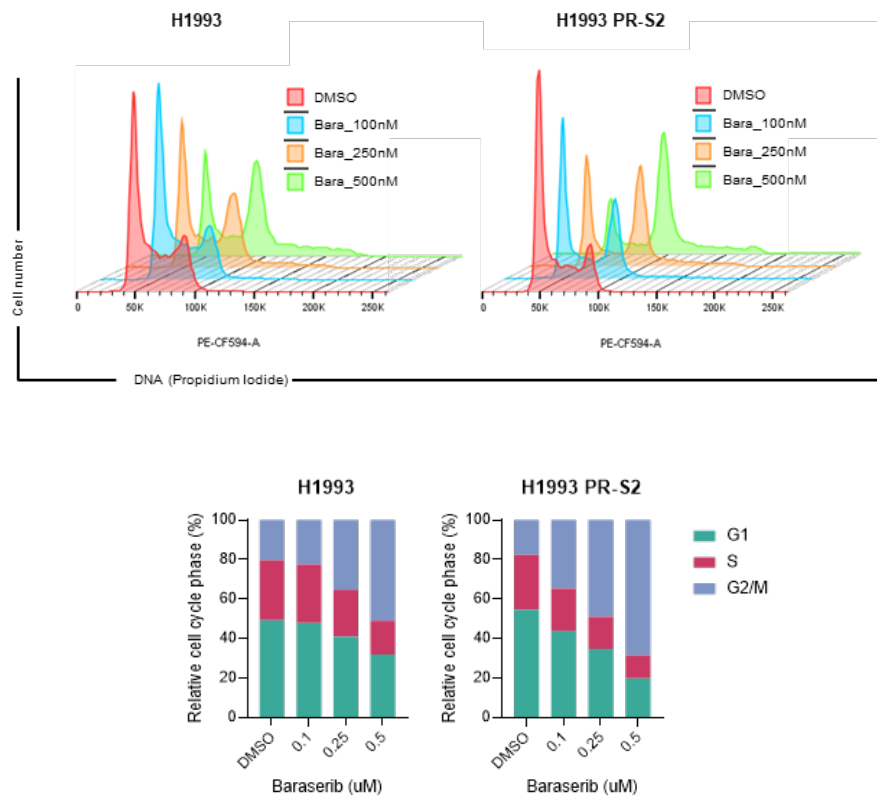 H1993
H1993 PR-S2
DMSO
Bara_100nM
Bara_250nM
Bara_500nM
DMSO
Bara_100nM
Bara_250nM
Bara_500nM
Cell number
0 50K 100K 150K 200K 250K
0 50K 100K 150K 200K 250K
PE-CF594-A
PE-CF594-A
DNA (Propidium Iodide)
H1993
H1993 PR-S2
Relative cell cycle phase (%)
100
80
60
40
20
0
DMSO 0.1 0.25 0.5
Baraserib (uM)
Relative cell cycle phase (%)
100
80
60
40
20
0
DMSO 0.1 0.25 0.5
Baraserib (uM)
G1
S
G2/M